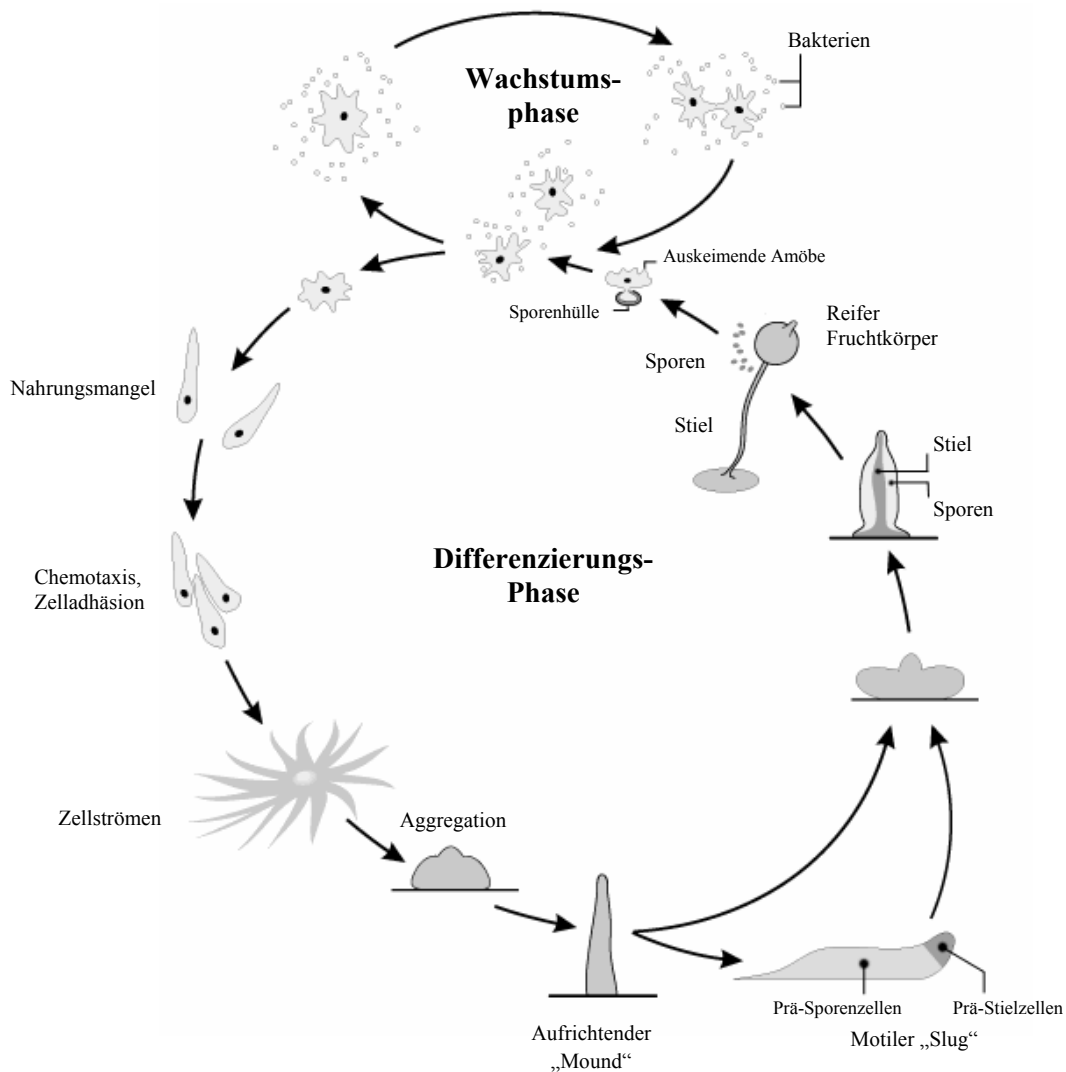 Bakterien
Wachstums-
phase
Auskeimende Amöbe
Sporenhülle
Reifer
Fruchtkörper
Sporen
Nahrungsmangel
Stiel
Stiel
Sporen
Differenzierungs-
Phase
Chemotaxis,
Zelladhäsion
Zellströmen
Aggregation
Prä-Sporenzellen
Prä-Stielzellen
Aufrichtender
„Mound“
Motiler „Slug“